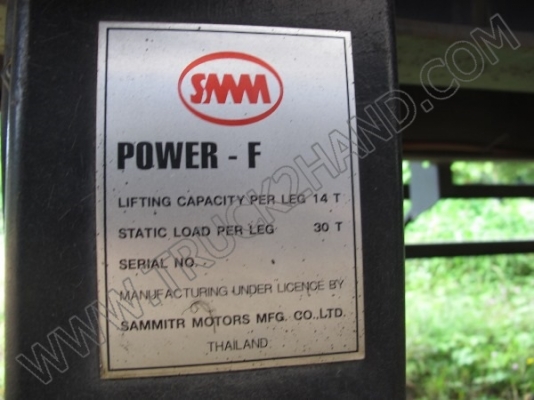 SMM
POWER - F
LIFTING CAPACITY PER LEG 14 T
STATIC LOAD PER LEG 30 T
SERIAL NO.
MANUFACTURING UNDER LICENCE BY
SAMMITR MOTORS MFG. CO.,LTD.
THAILAND
WWW.TRUCK2HAND.COM